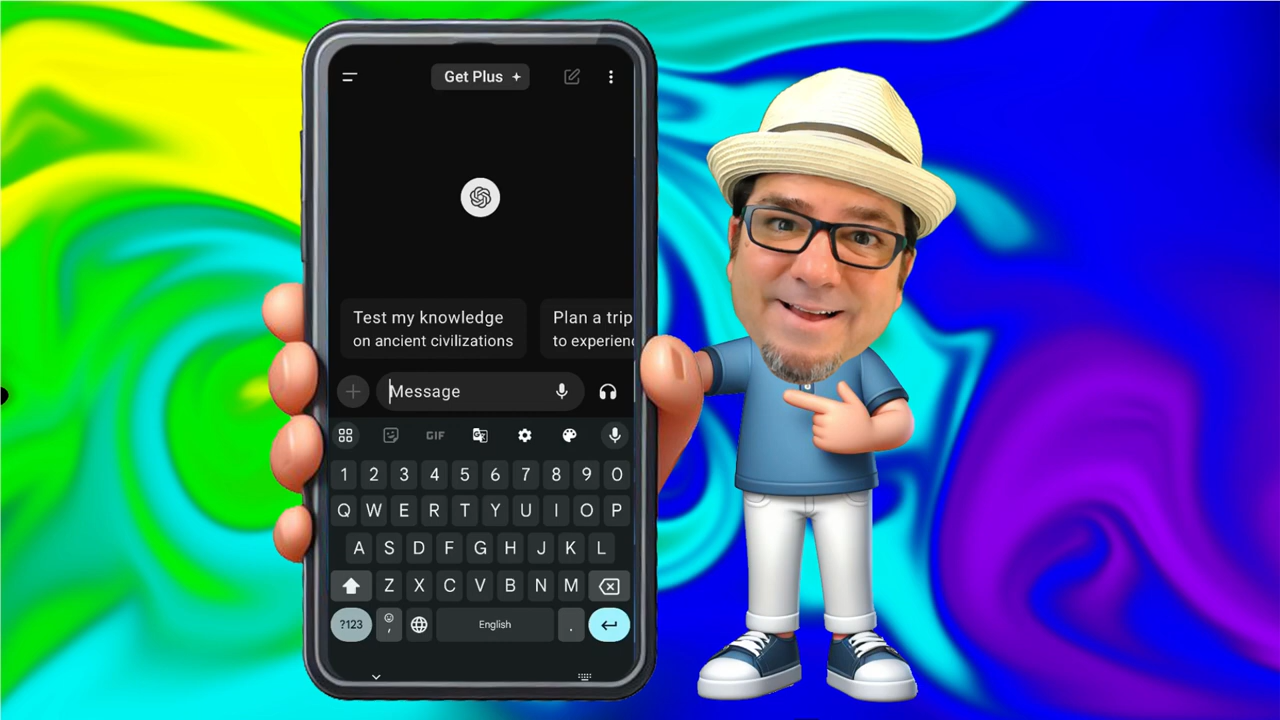 Get Plus
Test my knowledge
on ancient civilizations
Plan a trip
to experien
Message
GIF
1 2 3 4 5 6 7 8 9 0
Q W E R T Y U I O P
A S D F G H J K L
Z X C V B N M
?123 , English .